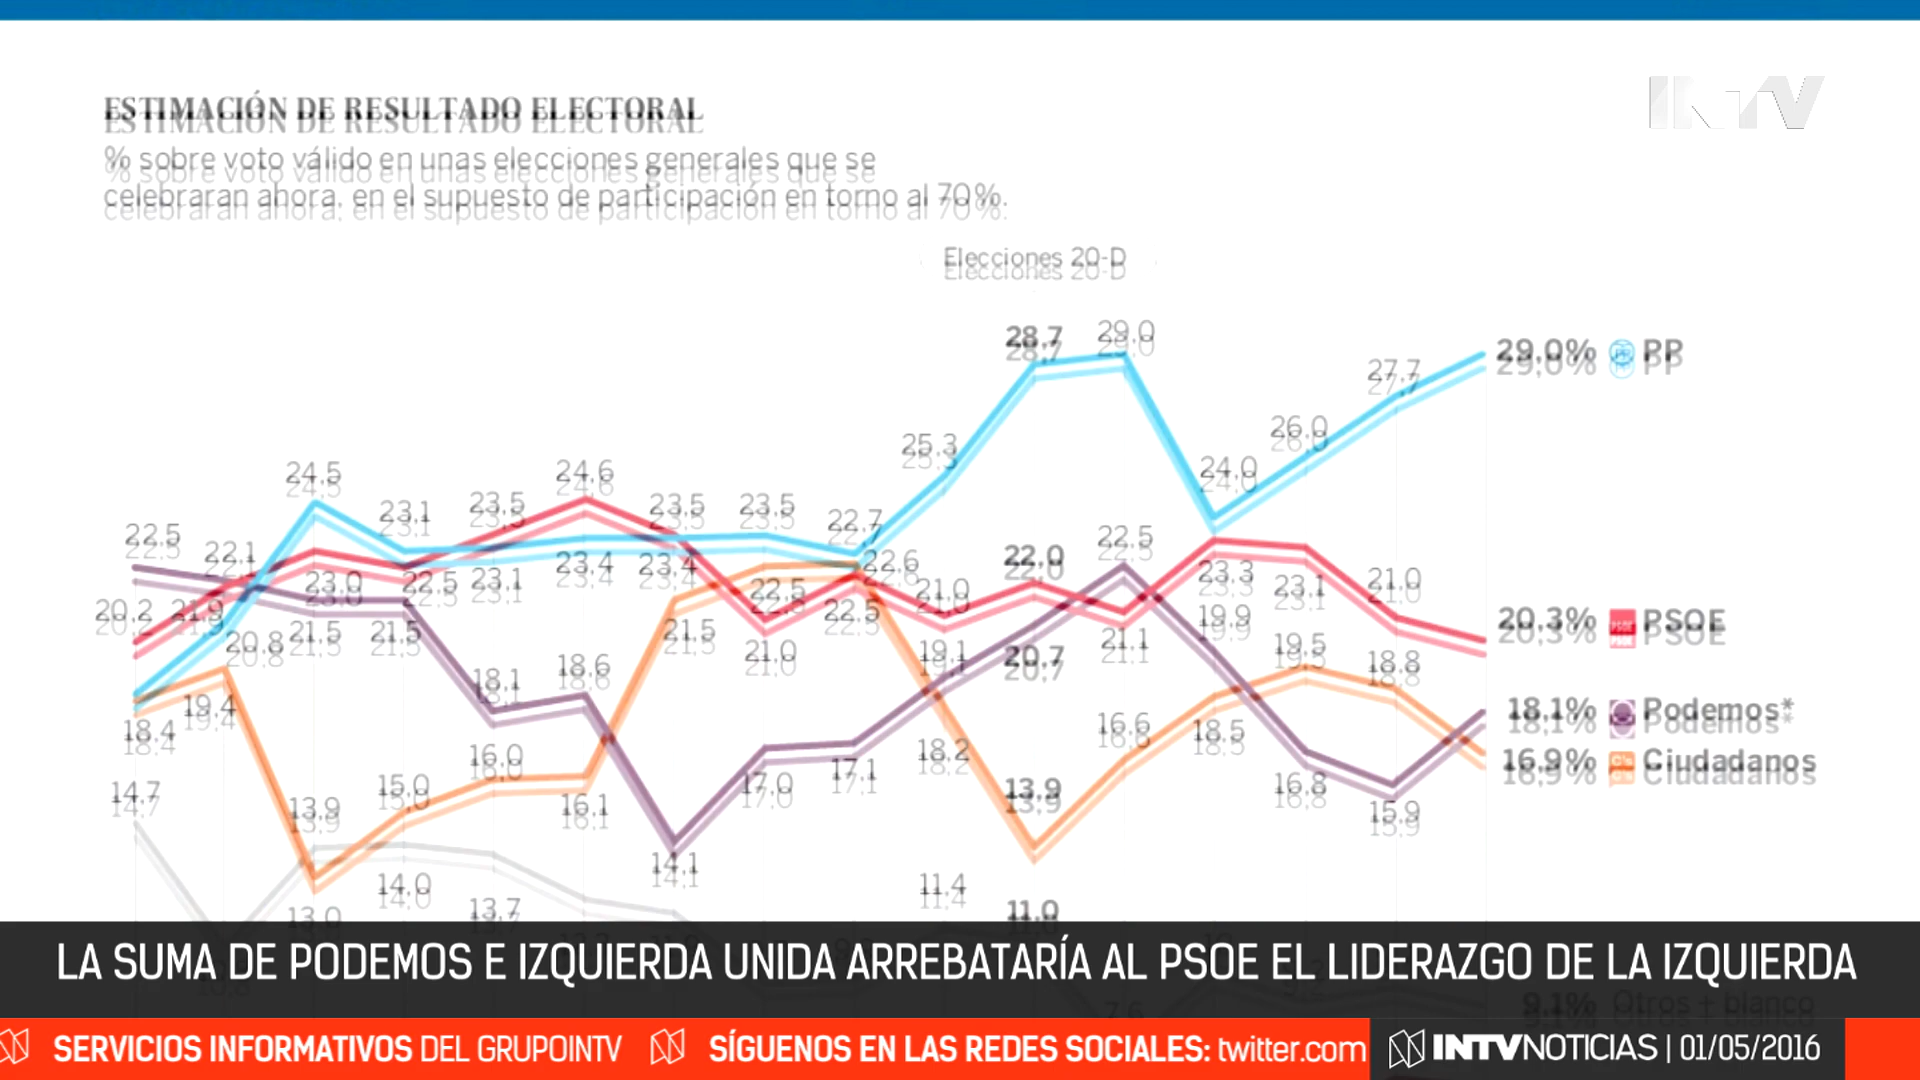 INTV
ESTIMACIÓN DE RESULTADO ELECTORAL
% sobre voto válido en unas elecciones generales que se
celebraran ahora, en el supuesto de participación en torno al 70%.
Elecciones 20-D
28,7 29,0
29,0% PP
27,7
25,3 26,0
24,5 24,6 24,0
23,1 23,5 23,5 23,5 22,7
22,5 22,1 22,6 22,0 22,5
23,0 22,5 23,1 23,4 23,4 22,5 21,0 23,3 23,1 21,0
20,2 21,9 22,5
20,3% PSOE
20,8 21,5 21,5 21,5 21,0 19,1 20,7 21,1 19,9 19,5 18,8
18,1 18,6
18,1% Podemos*
18,4 19,4 16,6 18,5
16,0 18,2
16,9% Ciudadanos
14,7 13,9 15,0 16,1 17,0 17,1 13,9 16,8 15,9
14,1
14,0 11,4
13,0 13,7 11,0
LA SUMA DE PODEMOS E IZQUIERDA UNIDA ARREBATARÍA AL PSOE EL LIDERAZGO DE LA IZQUIERDA
9,1% Otros + blanco
SERVICIOS INFORMATIVOS DEL GRUPOINTV SÍGUENOS EN LAS REDES SOCIALES: twitter.com
INTVNOTICIAS | 01/05/2016